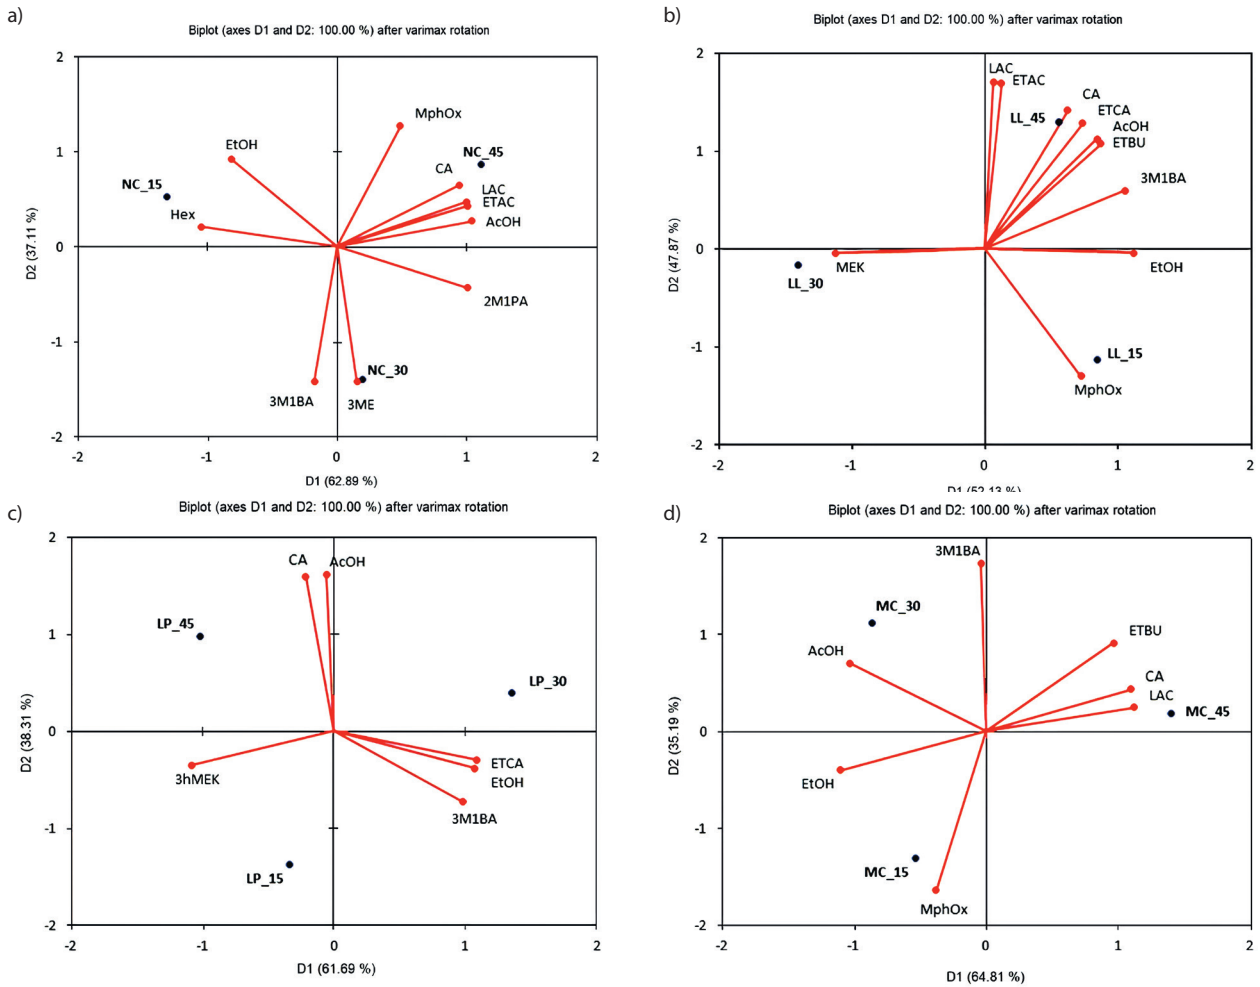 a)
Biplot (axes D1 and D2: 100.00 %) after varimax rotation
2
1
0
-1
-2
D2 (37.11 %)
MphOx
EtOH
NC_45
CA
NC_15
LAC
ETAC
Hex
AcOH
2M1PA
NC_30
3M1BA
3ME
-2
-1
0
1
2
D1 (62.89 %)
b)
Biplot (axes D1 and D2: 100.00 %) after varimax rotation
2
1
0
-1
-2
D2 (47.87 %)
LAC
ETAC
CA
LL_45
ETCA
AcOH
ETBU
3M1BA
MEK
EtOH
LL_30
LL_15
MphOx
-2
-1
0
1
2
D1 (52.13 %)
c)
Biplot (axes D1 and D2: 100.00 %) after varimax rotation
2
1
0
-1
-2
D2 (38.31 %)
CA
AcOH
LP_45
LP_30
ETCA
3hMEK
EtOH
3M1BA
LP_15
-2
-1
0
1
2
D1 (61.69 %)
d)
Biplot (axes D1 and D2: 100.00 %) after varimax rotation
2
1
0
-1
-2
D2 (35.19 %)
3M1BA
MC_30
ETBU
AcOH
CA
LAC
MC_45
EtOH
MC_15
MphOx
-2
-1
0
1
2
D1 (64.81 %)